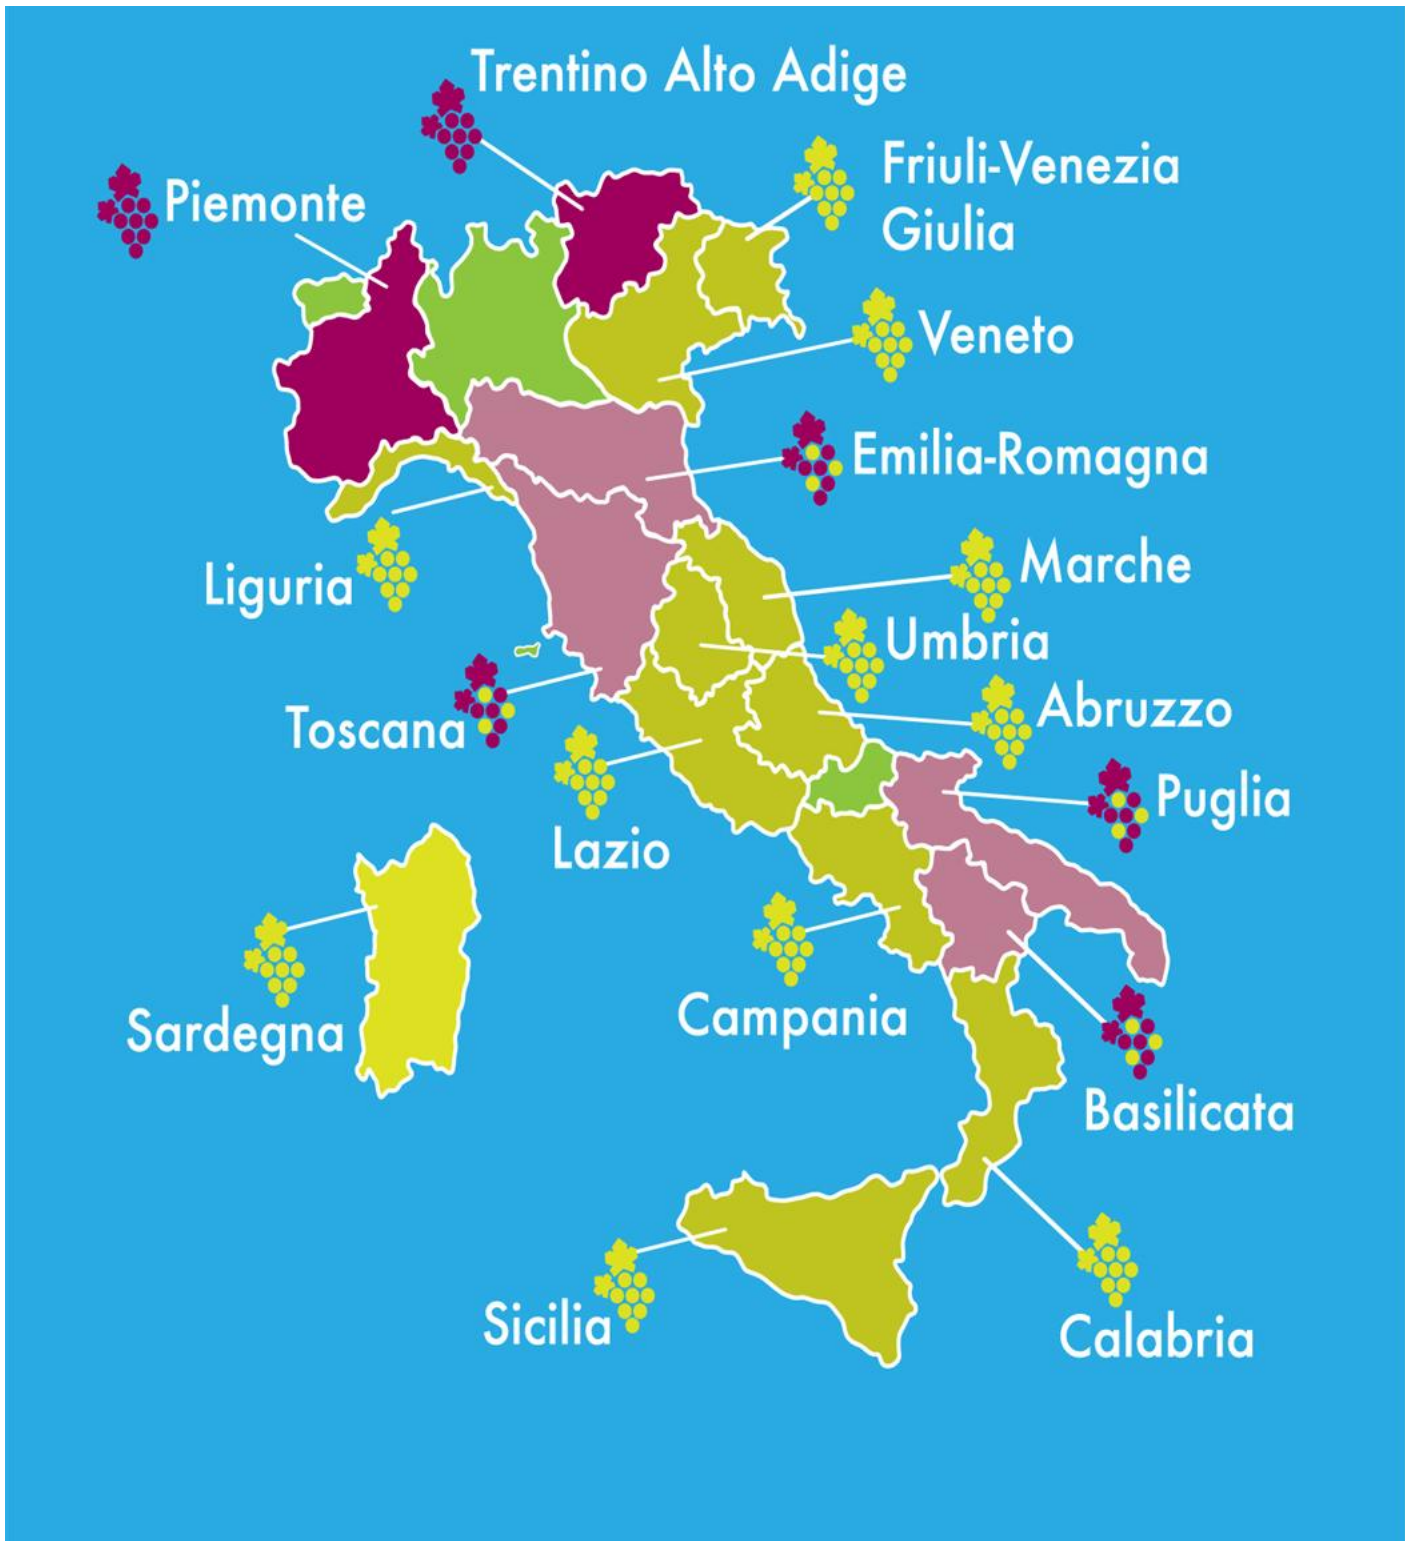 Trentino Alto Adige
Friuli-Venezia
Giulia
Piemonte
Veneto
Emilia-Romagna
Marche
Liguria
Umbria
Abruzzo
Toscana
Puglia
Lazio
Campania
Sardegna
Basilicata
Sicilia
Calabria